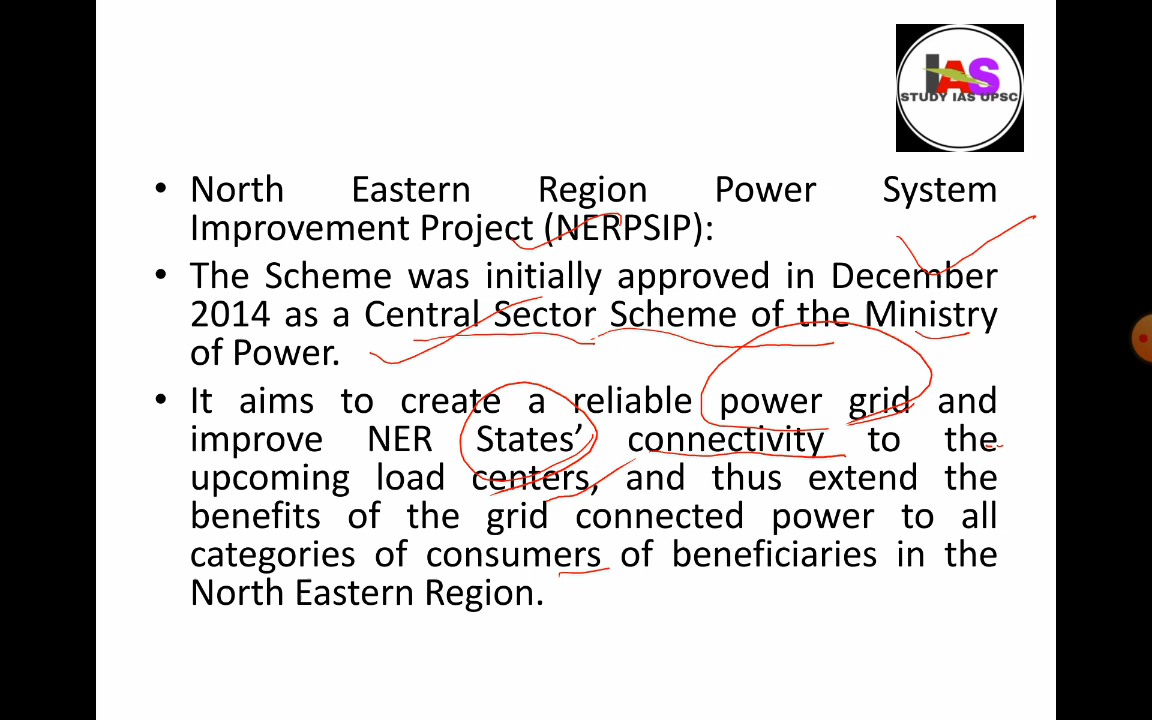 IAS
STUDY IAS UPSC
• North Eastern Region Power System
Improvement Project (NERPSIP):
• The Scheme was initially approved in December
2014 as a Central Sector Scheme of the Ministry
of Power.
• It aims to create a reliable power grid and
improve NER States’ connectivity to the
upcoming load centers, and thus extend the
benefits of the grid connected power to all
categories of consumers of beneficiaries in the
North Eastern Region.